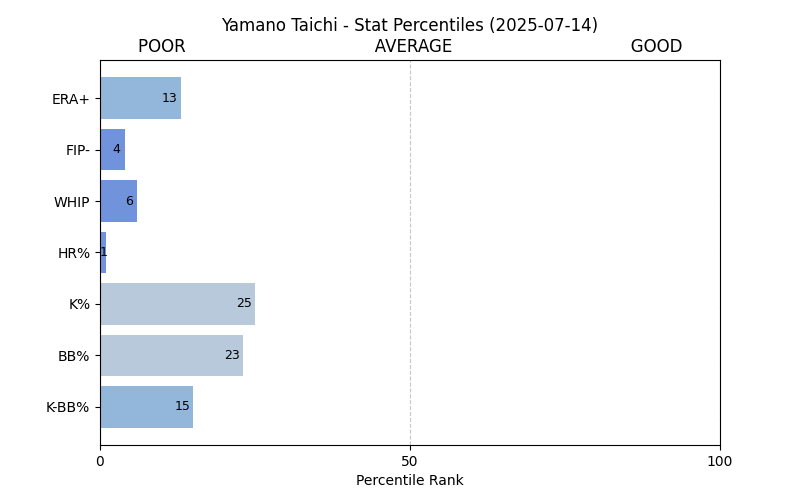 Yamano Taichi - Stat Percentiles (2025-07-14)
POOR AVERAGE GOOD
ERA+ 13
FIP- 4
WHIP 6
HR% 1
K% 25
BB% 23
K-BB% 15
0 50 100
Percentile Rank